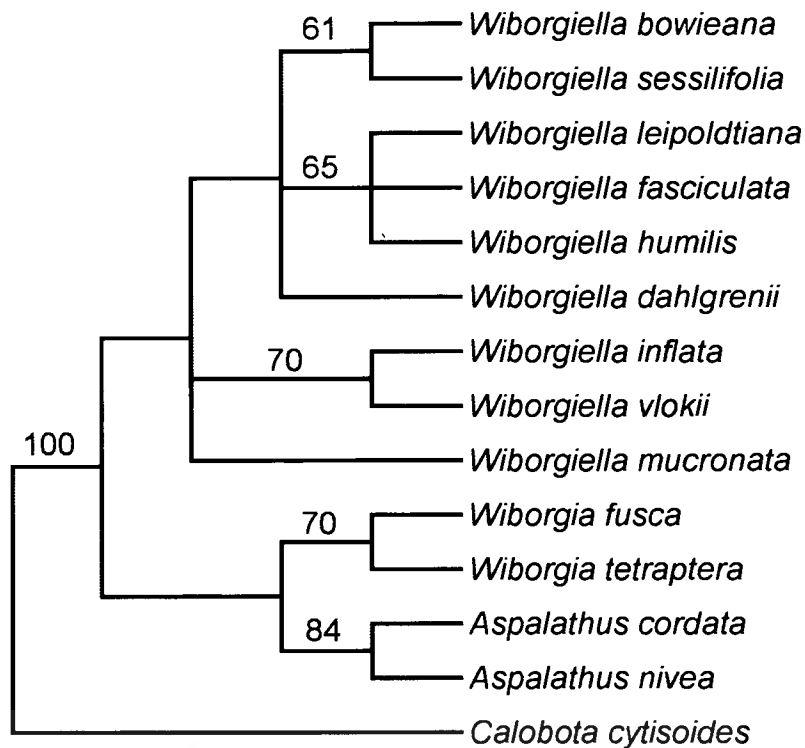 61
Wiborgiella bowieana
Wiborgiella sessilifolia
Wiborgiella leipoldtiana
65
Wiborgiella fasciculata
Wiborgiella humilis
Wiborgiella dahlgrenii
Wiborgiella inflata
70
Wiborgiella vlokii
100
Wiborgiella mucronata
Wiborgia fusca
70
Wiborgia tetraptera
Aspalathus cordata
84
Aspalathus nivea
Calobota cytisoides